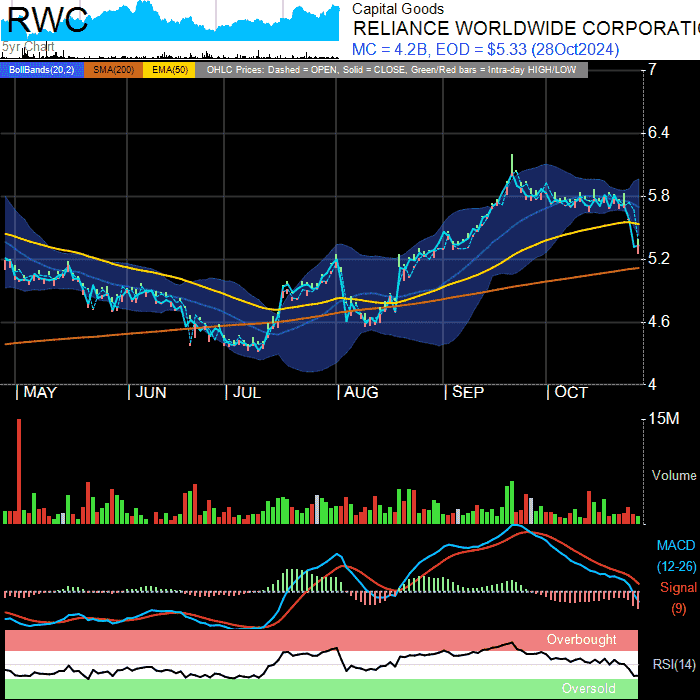 RWC
5yr Chart
Capital Goods
RELIANCE WORLDWIDE CORPORATI
MC = 4.2B, EOD = $5.33 (28Oct2024)
BollBands(20,2) SMA(200) EMA(50) OHLC Prices: Dashed = OPEN, Solid = CLOSE, Green/Red bars = Intra-day HIGH/LOW
7
6.4
5.8
5.2
4.6
4
MAY JUN JUL AUG SEP OCT
15M
Volume
MACD
(12-26)
Signal
(9)
Overbought
RSI(14)
Oversold